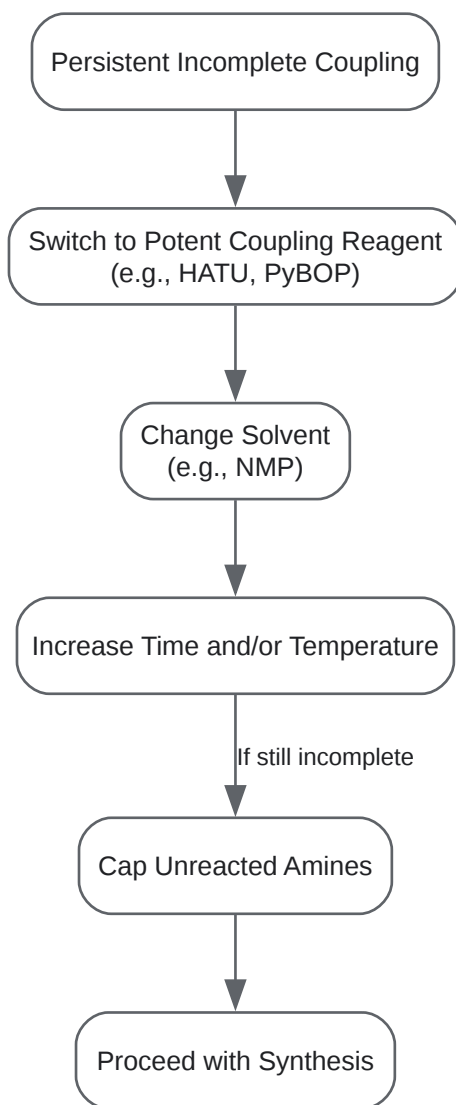 Persistent Incomplete Coupling
Switch to Potent Coupling Reagent
(e.g., HATU, PyBOP)
Change Solvent
(e.g., NMP)
Increase Time and/or Temperature
If still incomplete
Cap Unreacted Amines
Proceed with Synthesis